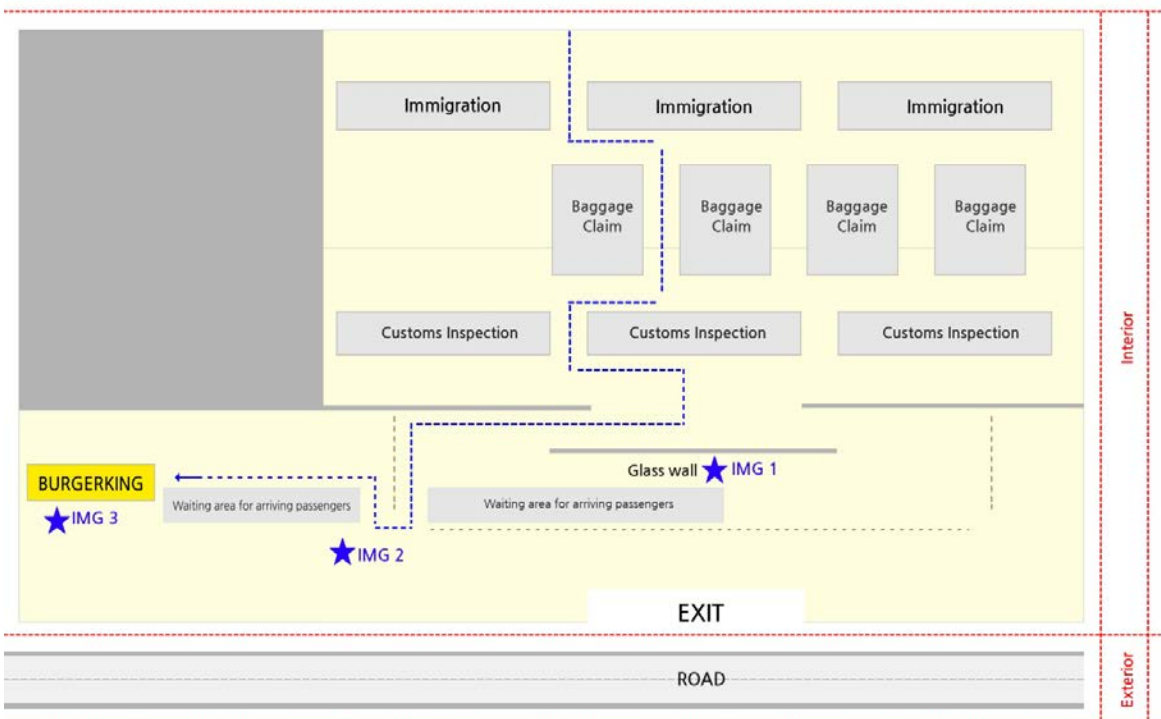 Immigration
Immigration
Immigration
Baggage
Claim
Baggage
Claim
Baggage
Claim
Baggage
Claim
Customs Inspection
Customs Inspection
Customs Inspection
Interior
Glass wall
IMG 1
BURGERKING
Waiting area for arriving passengers
Waiting area for arriving passengers
IMG 3
IMG 2
EXIT
ROAD
Exterior